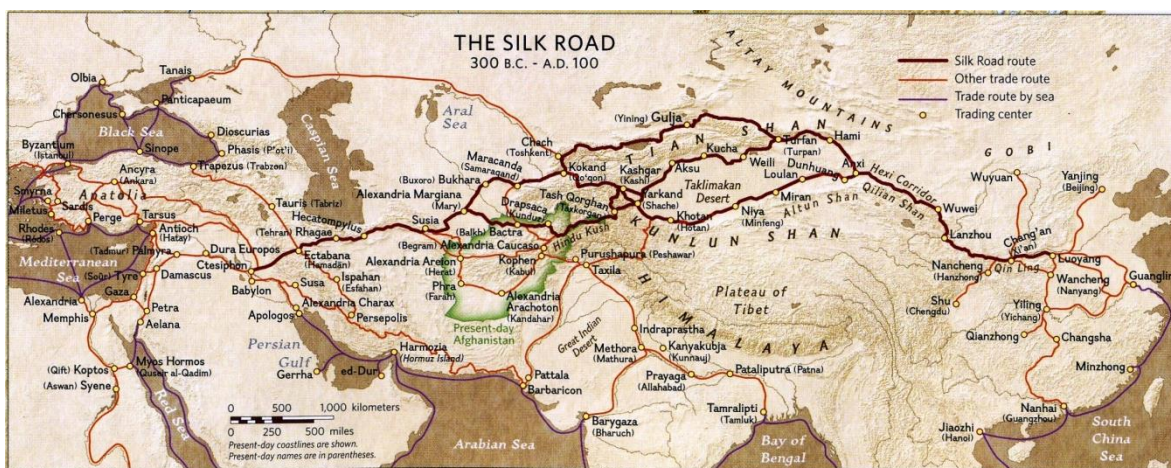 THE SILK ROAD
300 B.C. - A.D. 100
Silk Road route
Other trade route
Trade route by sea
Trading center
ALTAY MOUNTAINS
GOBI
TIAN SHAN
KUNLUN SHAN
HIMALAYA
Olbia
Tanais
Panticapaeum
Chersonesus
Black Sea
Dioscurias
Phasis (P'ot'i)
Byzantium
(İstanbul)
Sinope
Trapezus (Trabzon)
Caspian Sea
Aral
Sea
Ancyra
(Ankara)
Anatolia
Smyrna
Sardis
Miletus
Perge
Tarsus
Rhodes
(Ródos)
Antioch
(Hatay)
Mediterranean
Sea
(Tadmur) Palmyra
Dura Europos
(Soûr) Tyre
Damascus
Ctesiphon
Babylon
Gaza
Alexandria
Memphis
Petra
Aelana
(Qift) Koptos
Myos Hormos
(Quseir al-Qadim)
(Aswan) Syene
Red Sea
Tauris (Tabriz)
Hecatompylus
(Tehran) Rhagae
Ectabana
(Hamadan)
Susa
Ispahan
(Esfahan)
Alexandria Charax
Persepolis
Apologos
Persian
Gulf
Gerrha
ed-Dur
Harmozia
(Hormuz Island)
Susia
Alexandria Margiana
(Mary)
(Buxoro) Bukhara
Maracanda
(Samarqand)
Chach
(Toshkent)
Kokand
(Qo'qon)
Drapsaca
(Kunduz)
(Balkh) Bactra
Tash Qorghan
(Taxkorgan)
(Begram) Alexandria Caucaso
Alexandria Areion
(Herat)
Kophen
(Kabul)
Hindu Kush
Phra
(Farah)
Alexandria
Arachoton
(Kandahar)
Present-day
Afghanistan
Purushapura (Peshawar)
Taxila
(Yining) Gulja
Kashgar
(Kashi)
Yarkand
(Shache)
Aksu
Kucha
Weili
Turfan
(Turpan)
Hami
Loulan
Dunhuang
Anxi
Taklimakan
Desert
Miran
Niya
(Minfeng)
Khotan
(Hotan)
Altun Shan
Qilian Shan
Hexi Corridor
Wuwei
Lanzhou
Wuyuan
Yanjing
(Beijing)
Chang'an
(Xi'an)
Luoyang
Qin Ling
Nancheng
(Hanzhong)
Wancheng
(Nanyang)
Guangling
Shu
(Chengdu)
Yiling
(Yichang)
Qianzhong
Changsha
Minzhong
Nanhai
(Guangzhou)
Jiaozhi
(Hanoi)
South
China
Sea
Plateau of
Tibet
Great Indian
Desert
Indraprastha
Methora
(Mathura)
Kanyakubja
(Kunnauj)
Prayaga
(Allahabad)
Pataliputra (Patna)
Tamralipti
(Tamluk)
Pattala
Barbaricon
Barygaza
(Bharuch)
Arabian Sea
Bay of
Bengal
0 500 1,000 kilometers
0 250 500 miles
Present-day coastlines are shown.
Present-day names are in parentheses.